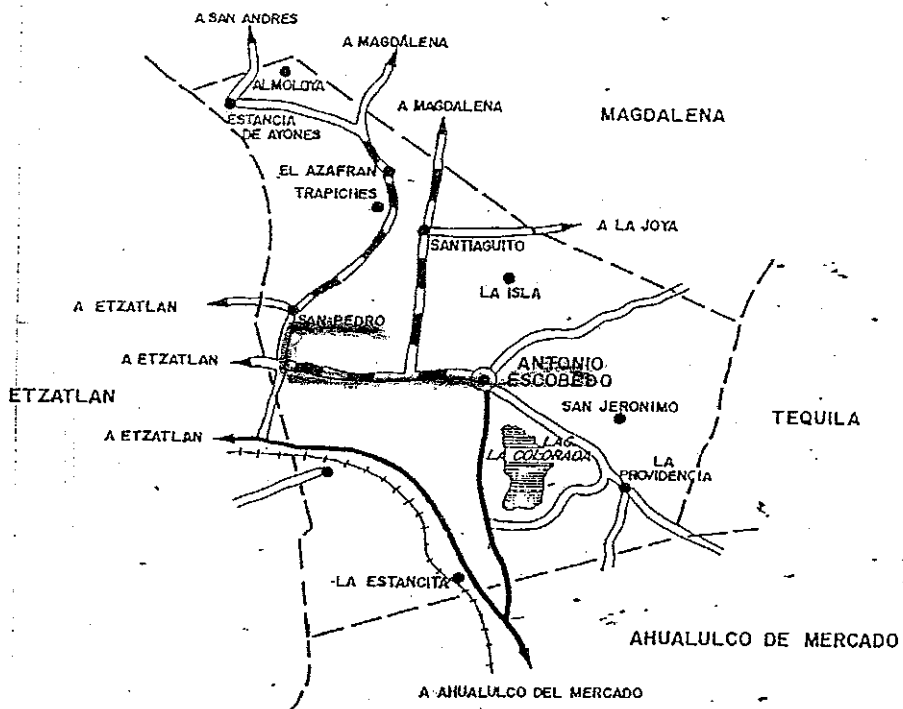 A SAN ANDRES
A MAGDALENA
ALMOLOYA
A MAGDALENA
ESTANCIA
DE AYONES
MAGDALENA
EL AZAFRAN
TRAPICHES
A LA JOYA
SANTIAGUITO
LA ISLA
A ETZATLAN
SAN PEDRO
A ETZATLAN
ANTONIO
ESCOBEDO
ETZATLAN
SAN JERONIMO
TEQUILA
A ETZATLAN
LAG.
LA COLORADA
LA
PROVIDENCIA
LA ESTANCITA
AHUALULCO DE MERCADO
A AHUALULCO DEL MERCADO